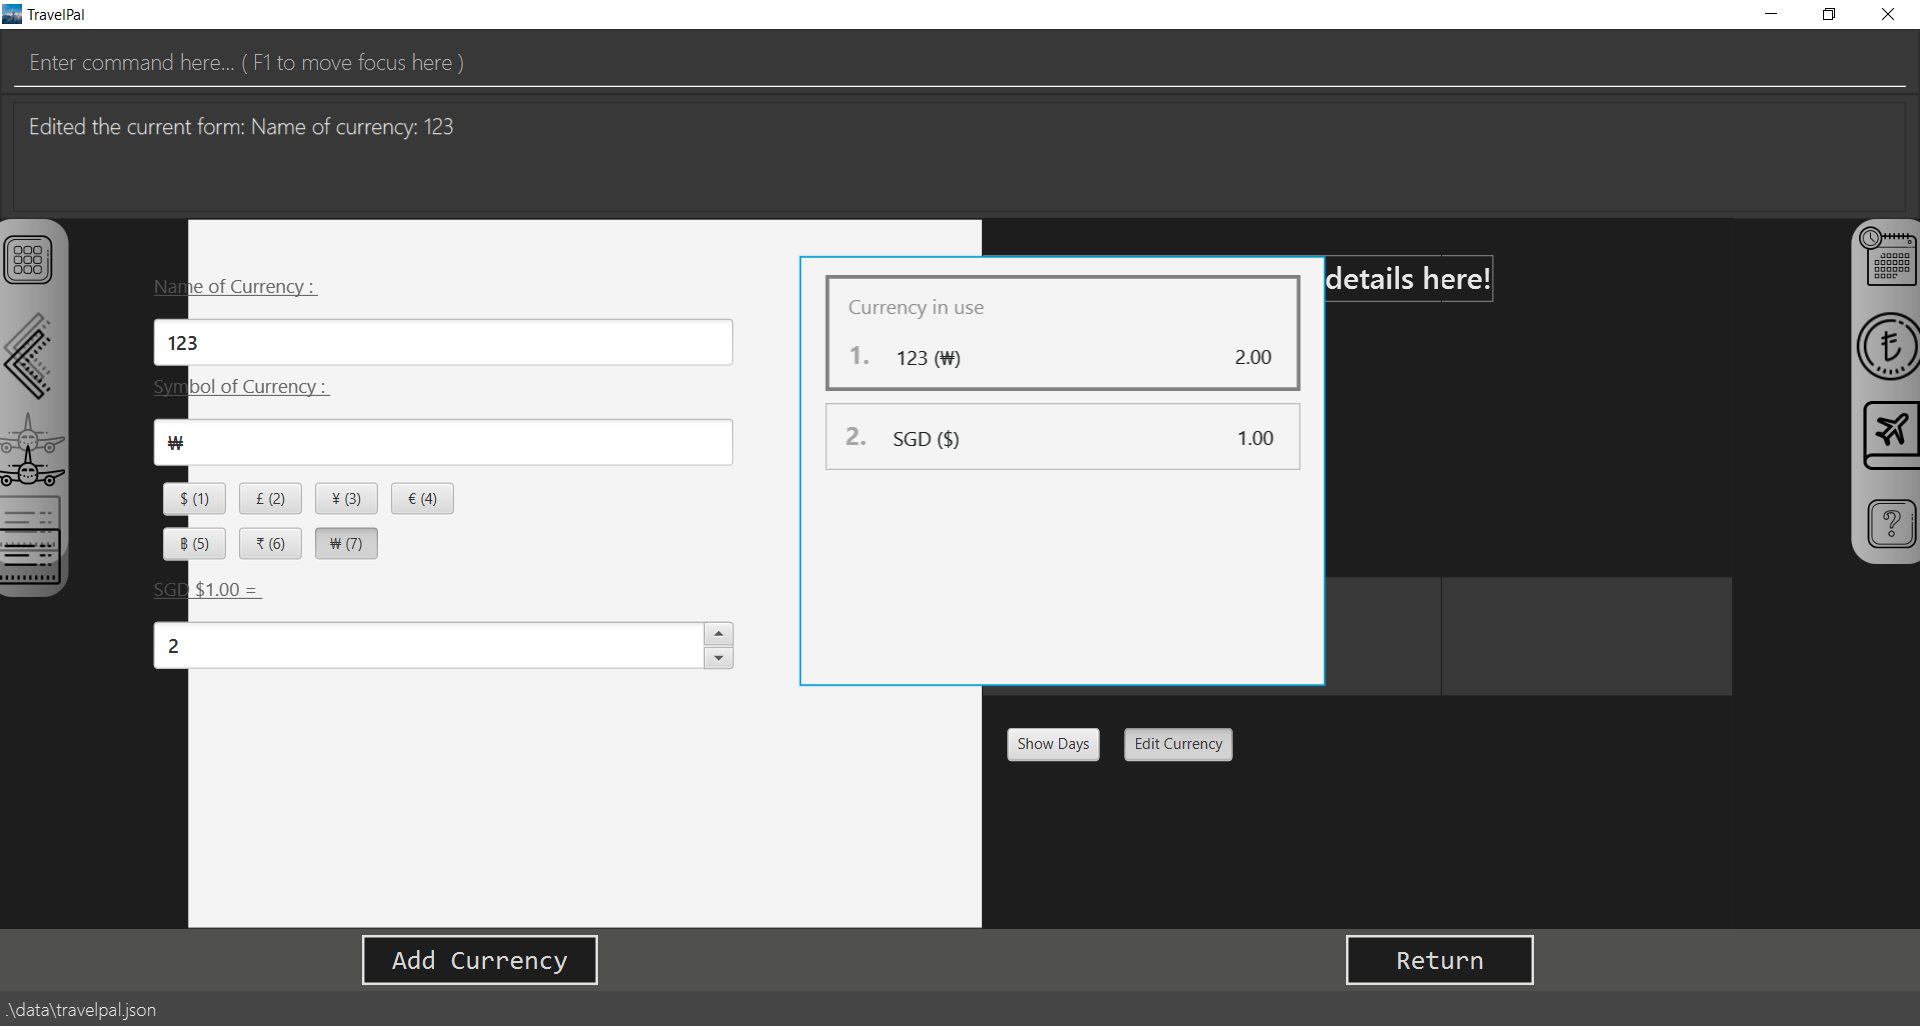 TravelPal
Enter command here... ( F1 to move focus here )
Edited the current form: Name of currency: 123
details here!
Name of Currency :
123
Symbol of Currency :
₩
$ (1)
£ (2)
¥ (3)
€ (4)
฿ (5)
₹ (6)
₩ (7)
SGD $1.00 =
2
Currency in use
1. 123 (₩) 2.00
2. SGD ($) 1.00
Show Days
Edit Currency
Add Currency
Return
.\data\travelpal.json